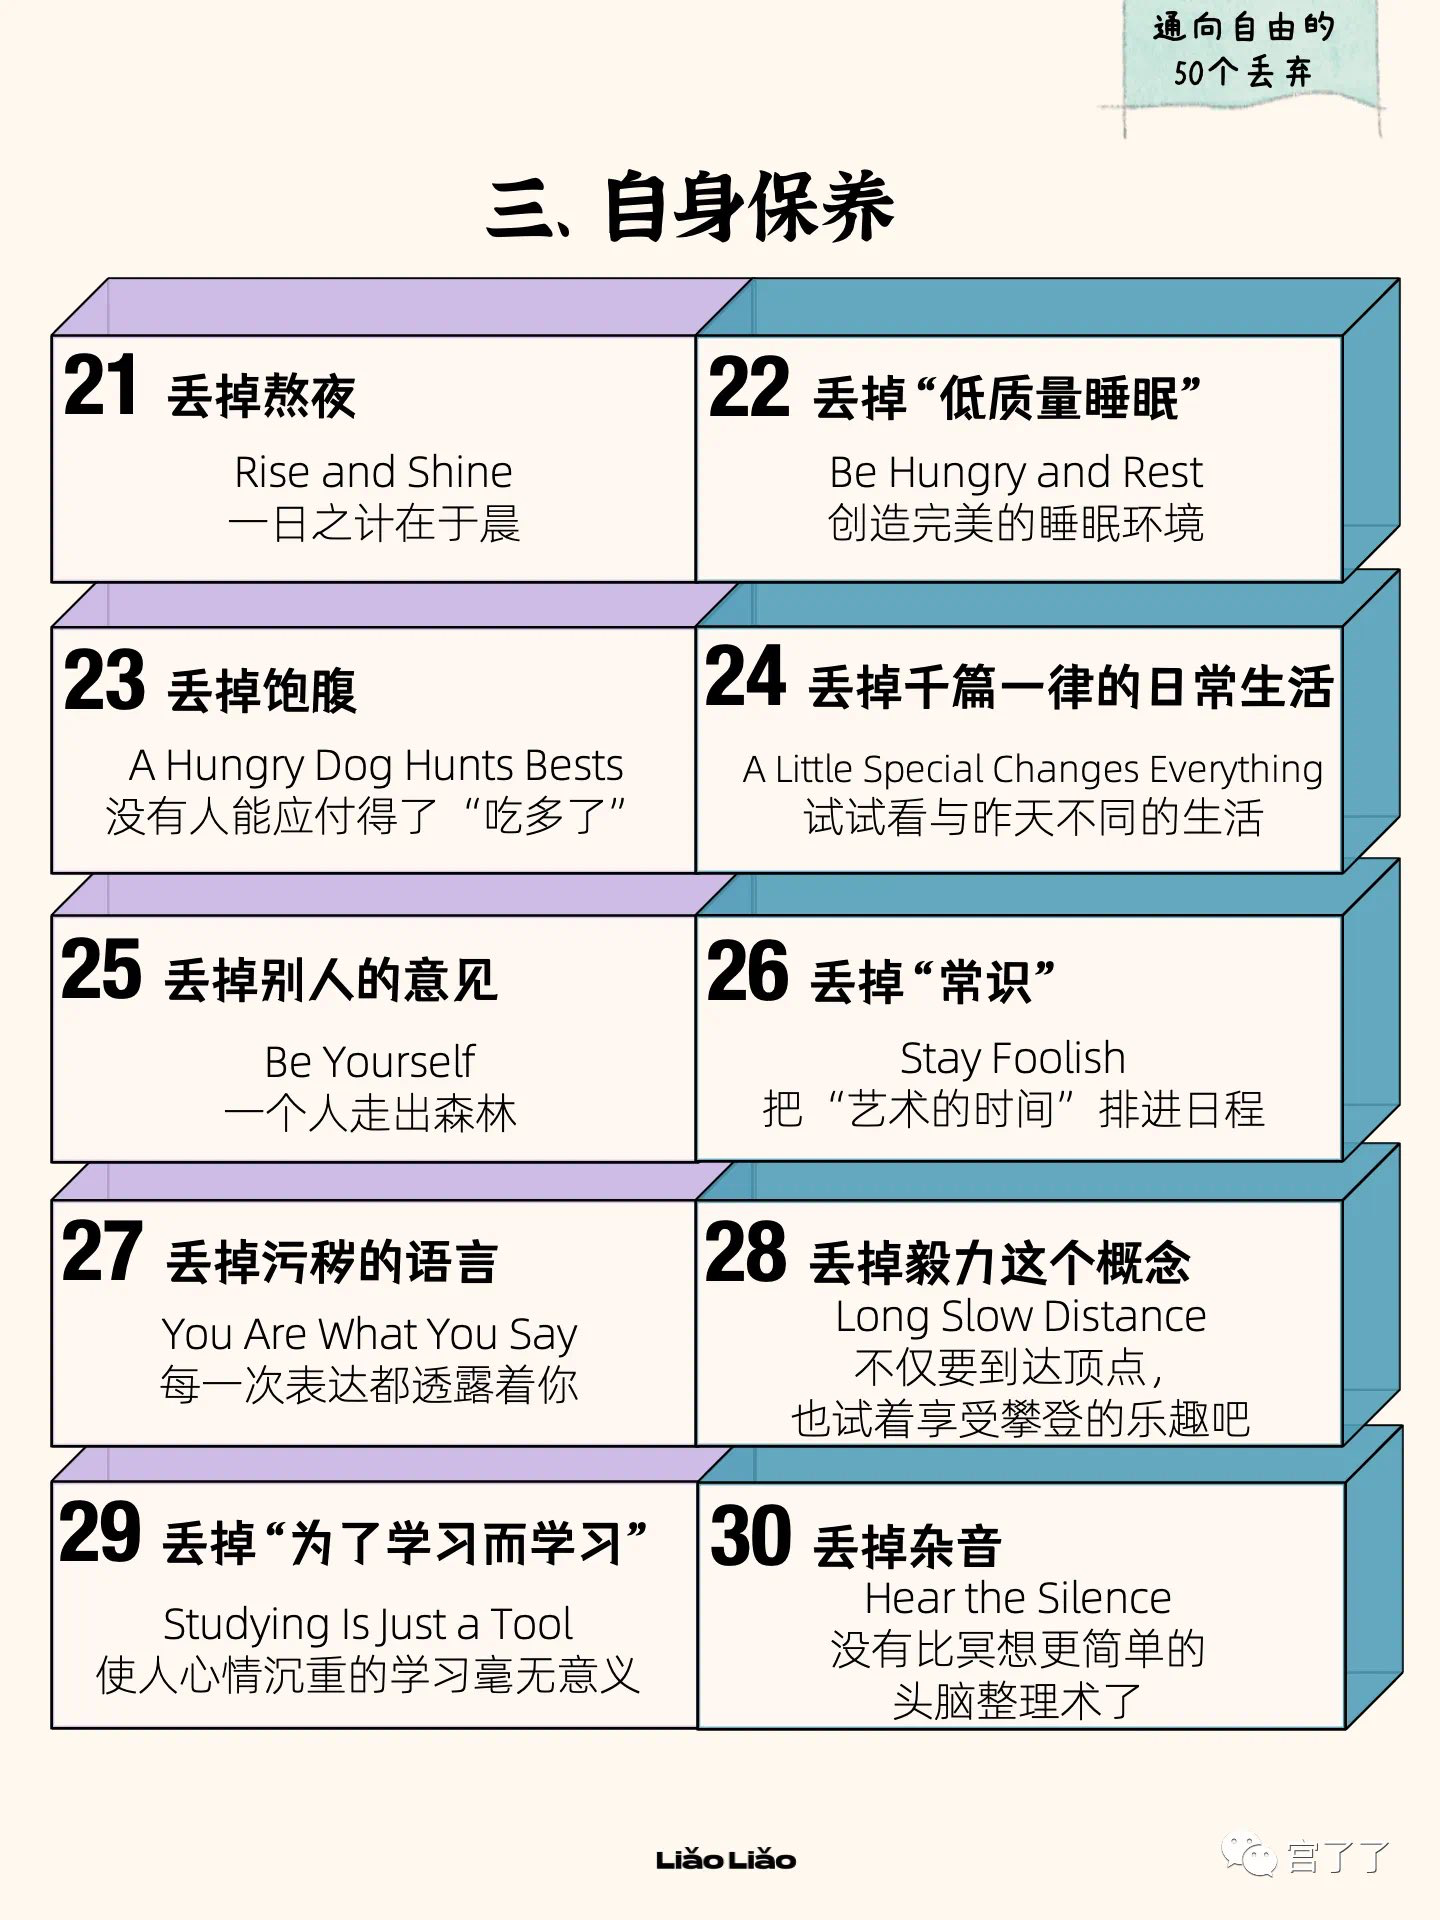 通向自由的
50个丢弃
三、自身保养
21 丢掉熬夜
Rise and Shine
一日之计在于晨
22 丢掉“低质量睡眠”
Be Hungry and Rest
创造完美的睡眠环境
23 丢掉饱腹
A Hungry Dog Hunts Bests
没有人能应付得了“吃多了”
24 丢掉千篇一律的日常生活
A Little Special Changes Everything
试试看与昨天不同的生活
25 丢掉别人的意见
Be Yourself
一个人走出森林
26 丢掉“常识”
Stay Foolish
把“艺术的时间”排进日程
27 丢掉污秽的语言
You Are What You Say
每一次表达都透露着你
28 丢掉毅力这个概念
Long Slow Distance
不仅要到达顶点，
也试着享受攀登的乐趣吧
29 丢掉“为了学习而学习”
Studying Is Just a Tool
使人心情沉重的学习毫无意义
30 丢掉杂音
Hear the Silence
没有比冥想更简单的
头脑整理术了
Liǎo Liǎo
宫了了